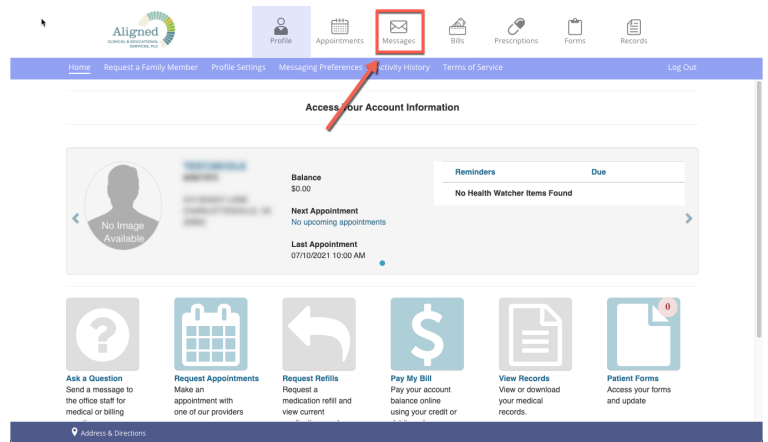 Aligned
CLINICAL & EDUCATIONAL
SERVICES, PLC
Profile
Appointments
Messages
Bills
Prescriptions
Forms
Records
Home
Request a Family Member
Profile Settings
Messaging Preferences
Activity History
Terms of Service
Log Out
Access Your Account Information
No Image
Available
Balance
$0.00
Next Appointment
No upcoming appointments
Last Appointment
07/10/2021 10:00 AM
Reminders Due
No Health Watcher Items Found
Ask a Question
Send a message to
the office staff for
medical or billing
Request Appointments
Make an
appointment with
one of our providers
Request Refills
Request a
medication refill and
view current
Pay My Bill
Pay your account
balance online
using your credit or
View Records
View or download
your medical
records.
0
Patient Forms
Access your forms
and update
Address & Directions